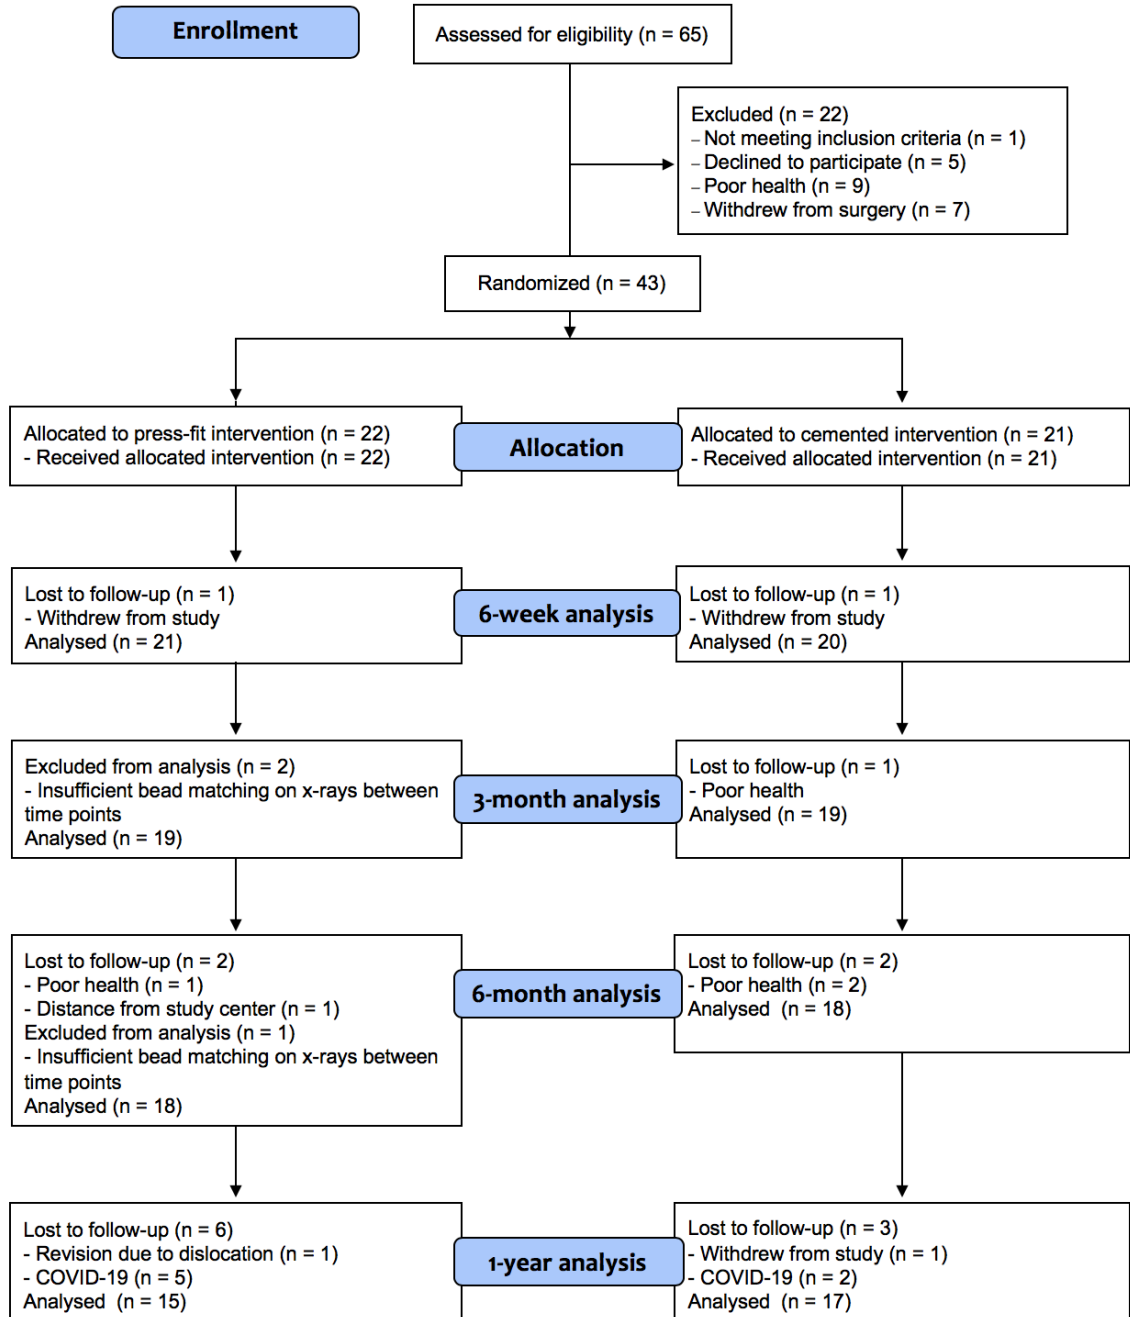 Enrollment
Assessed for eligibility (n = 65)
Excluded (n = 22)
– Not meeting inclusion criteria (n = 1)
– Declined to participate (n = 5)
– Poor health (n = 9)
– Withdrew from surgery (n = 7)
Randomized (n = 43)
Allocated to press-fit intervention (n = 22)
- Received allocated intervention (n = 22)
Allocation
Allocated to cemented intervention (n = 21)
- Received allocated intervention (n = 21)
Lost to follow-up (n = 1)
- Withdrew from study
Analysed (n = 21)
6-week analysis
Lost to follow-up (n = 1)
- Withdrew from study
Analysed (n = 20)
Excluded from analysis (n = 2)
- Insufficient bead matching on x-rays between
time points
Analysed (n = 19)
3-month analysis
Lost to follow-up (n = 1)
- Poor health
Analysed (n = 19)
Lost to follow-up (n = 2)
- Poor health (n = 1)
- Distance from study center (n = 1)
Excluded from analysis (n = 1)
- Insufficient bead matching on x-rays between
time points
Analysed (n = 18)
6-month analysis
Lost to follow-up (n = 2)
- Poor health (n = 2)
Analysed (n = 18)
Lost to follow-up (n = 6)
- Revision due to dislocation (n = 1)
- COVID-19 (n = 5)
Analysed (n = 15)
1-year analysis
Lost to follow-up (n = 3)
- Withdrew from study (n = 1)
- COVID-19 (n = 2)
Analysed (n = 17)